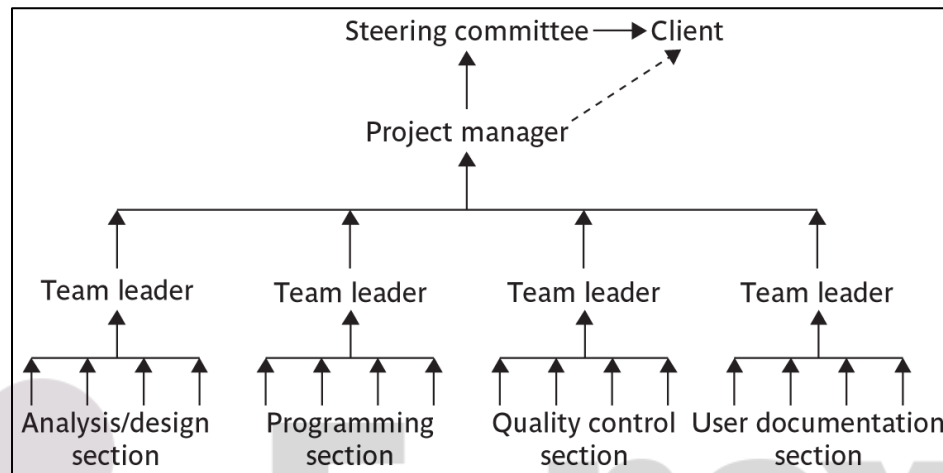 Steering committee Client
Project manager
Team leader Team leader Team leader Team leader
Analysis/design Programming Quality control User documentation
section section section section